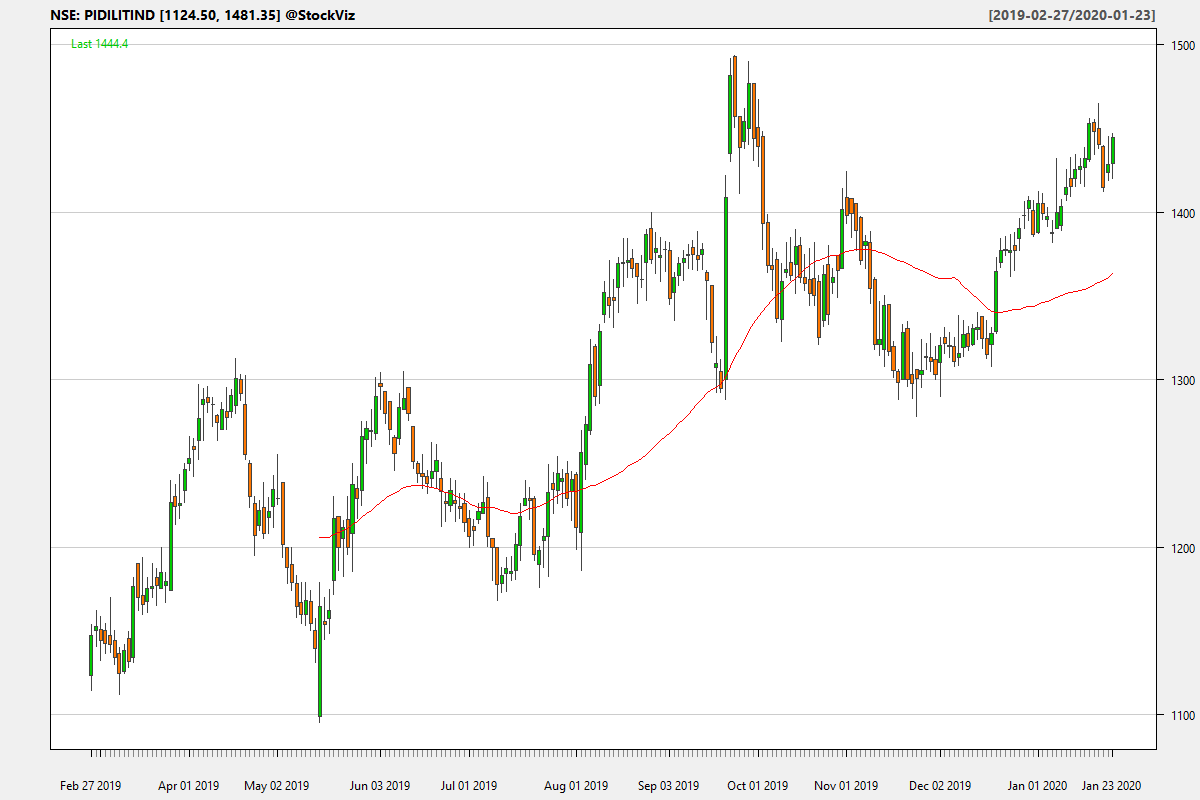 NSE: PIDILITIND [1124.50, 1481.35] @StockViz [2019-02-27/2020-01-23]
Last 1444.4
1500
1400
1300
1200
1100
Feb 27 2019 Apr 01 2019 May 02 2019 Jun 03 2019 Jul 01 2019 Aug 01 2019 Sep 03 2019 Oct 01 2019 Nov 01 2019 Dec 02 2019 Jan 01 2020 Jan 23 2020